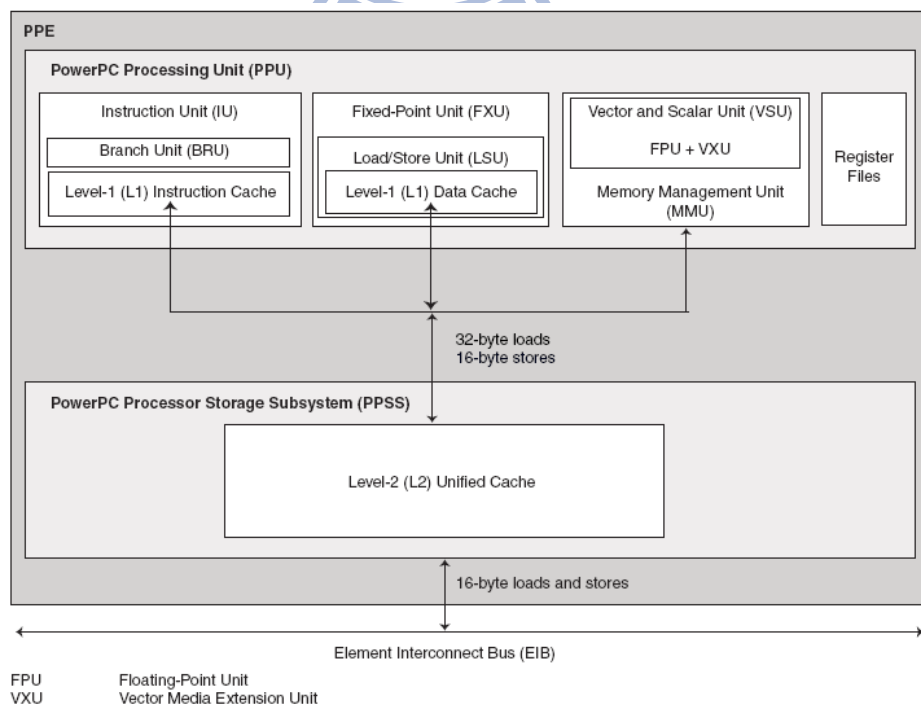 PPE
PowerPC Processing Unit (PPU)
Instruction Unit (IU)
Branch Unit (BRU)
Level-1 (L1) Instruction Cache
Fixed-Point Unit (FXU)
Load/Store Unit (LSU)
Level-1 (L1) Data Cache
Vector and Scalar Unit (VSU)
FPU + VXU
Memory Management Unit
(MMU)
Register
Files
32-byte loads
16-byte stores
PowerPC Processor Storage Subsystem (PPSS)
Level-2 (L2) Unified Cache
16-byte loads and stores
Element Interconnect Bus (EIB)
FPU Floating-Point Unit
VXU Vector Media Extension Unit